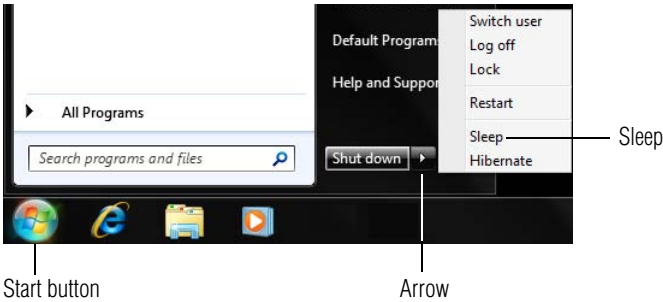 Switch user
Default Program
Log off
Lock
Help and Suppor
Restart
All Programs
Sleep
Sleep
Search programs and files
Shut down
Hibernate
Start button
Arrow